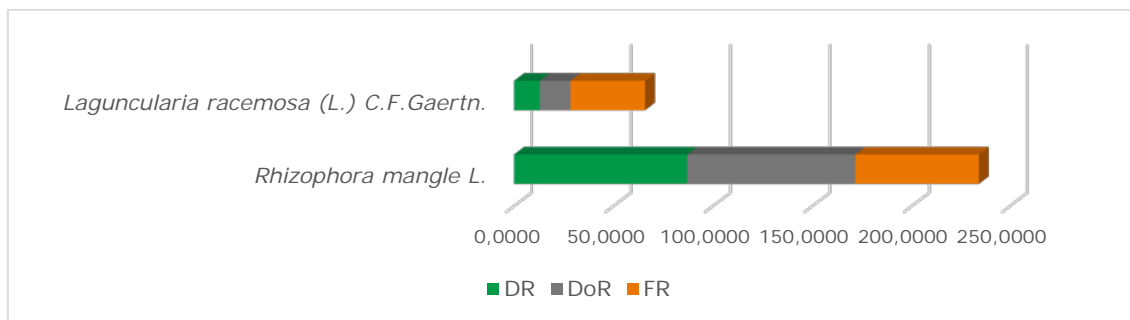 Laguncularia racemosa (L.) C.F.Gaertn.
Rhizophora mangle L.
0,0000 50,0000 100,0000 150,0000 200,0000 250,0000
DR DoR FR